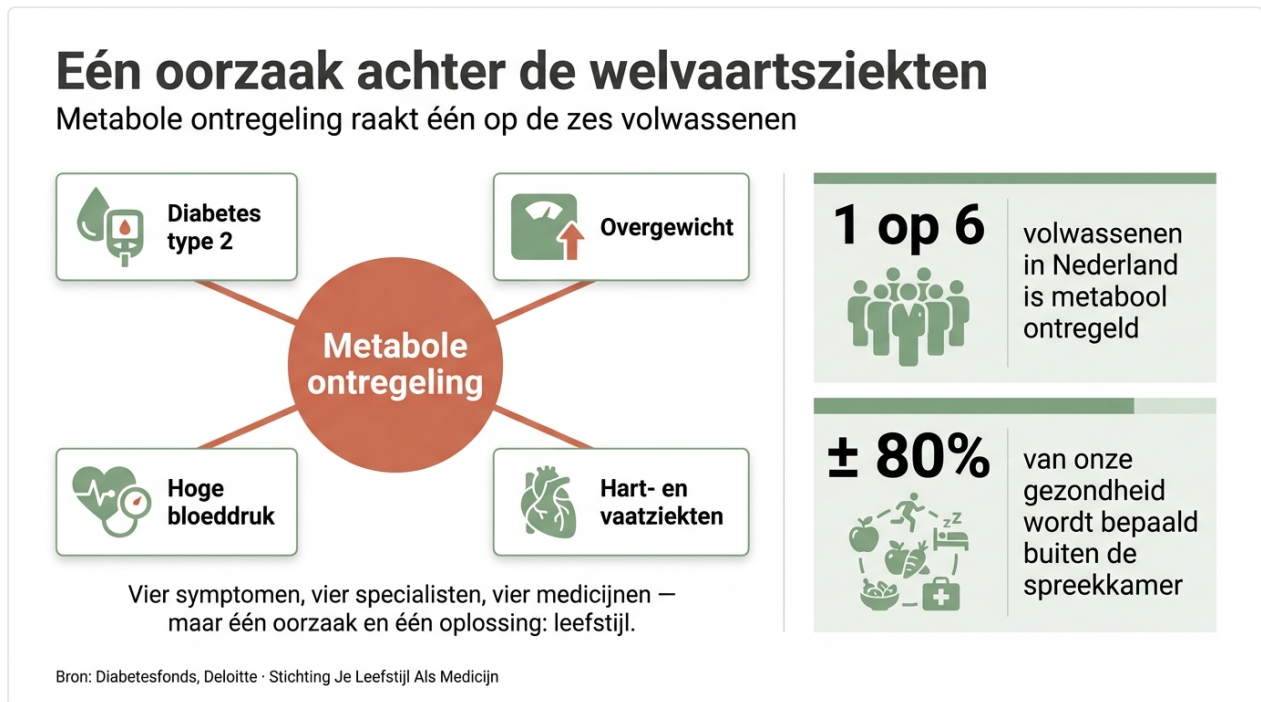 Eén oorzaak achter de welvaartsziekten
Metabole ontregeling raakt één op de zes volwassenen
Diabetes
type 2
Overgewicht
Metabole
ontregeling
Hoge
bloeddruk
Hart- en
vaatziekten
Vier symptomen, vier specialisten, vier medicijnen —
maar één oorzaak en één oplossing: leefstijl.
1 op 6
volwassenen
in Nederland
is metabool
ontregeld
± 80%
zZ
van onze
gezondheid
wordt bepaald
buiten de
spreekkamer
Bron: Diabetesfonds, Deloitte · Stichting Je Leefstijl Als Medicijn